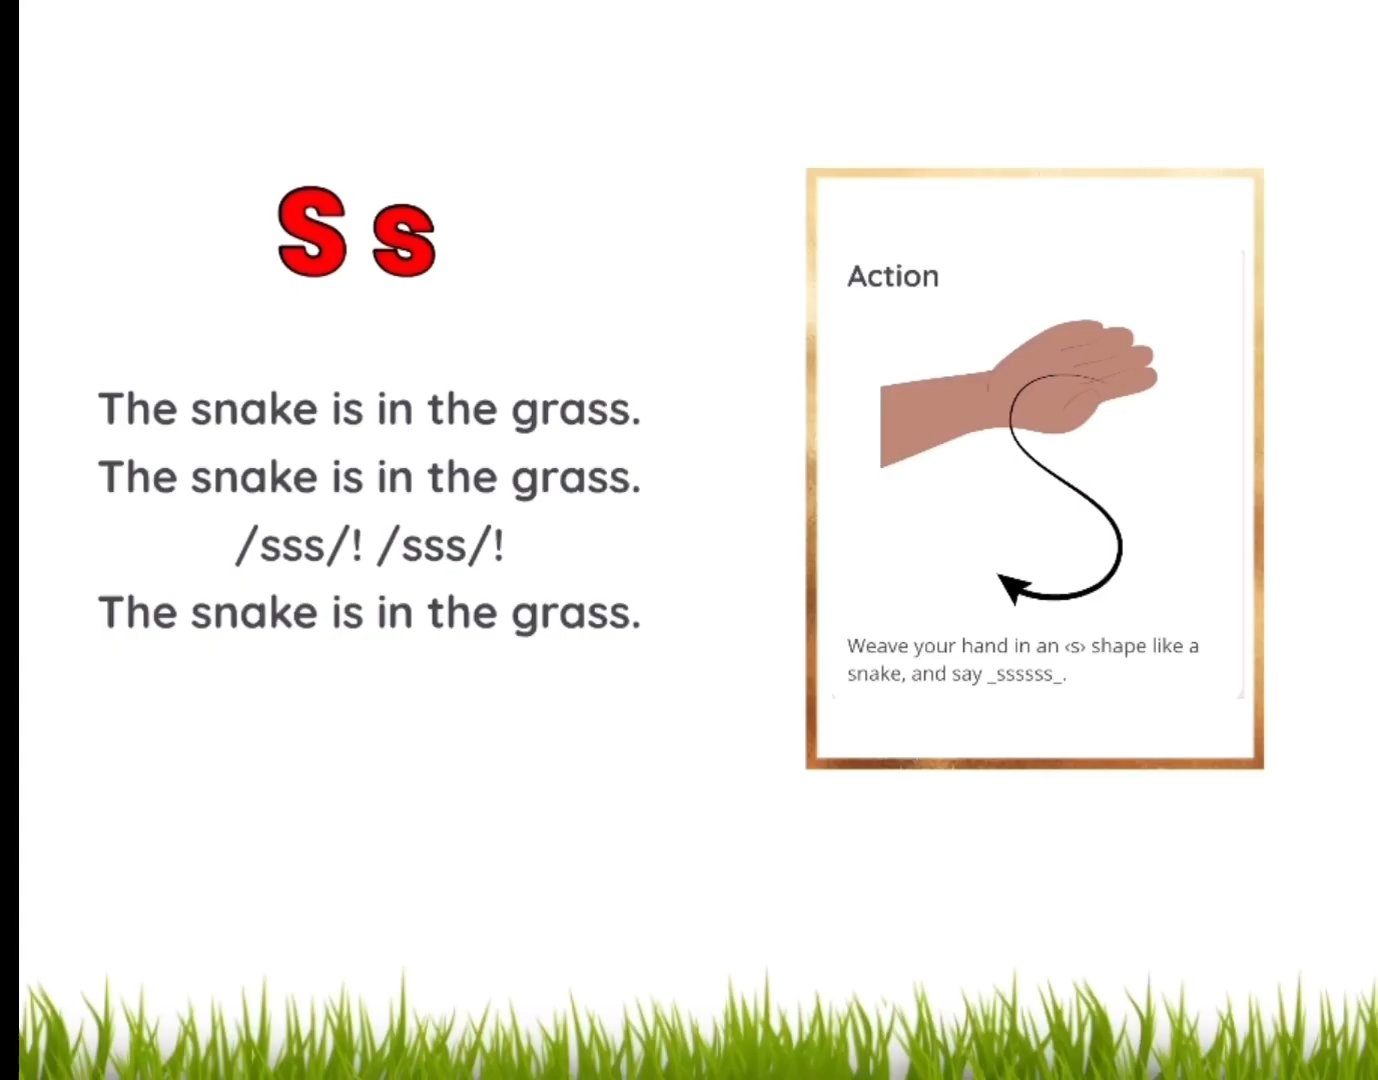 S s
The snake is in the grass.
The snake is in the grass.
/sss/! /sss/!
The snake is in the grass.
Action
Weave your hand in an ‹s› shape like a
snake, and say _ssssss_.